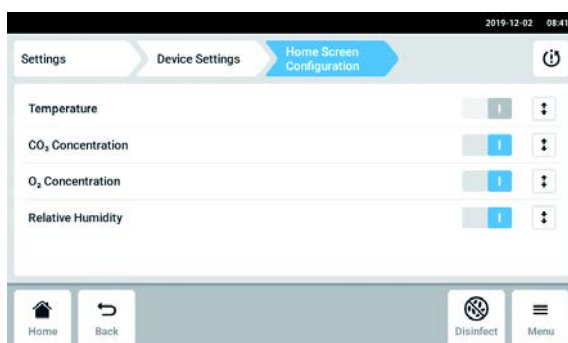 2019-12-02 08:41
Settings
Device Settings
Home Screen
Configuration
Temperature
CO₂ Concentration
O₂ Concentration
Relative Humidity
Home
Back
Disinfect
Menu